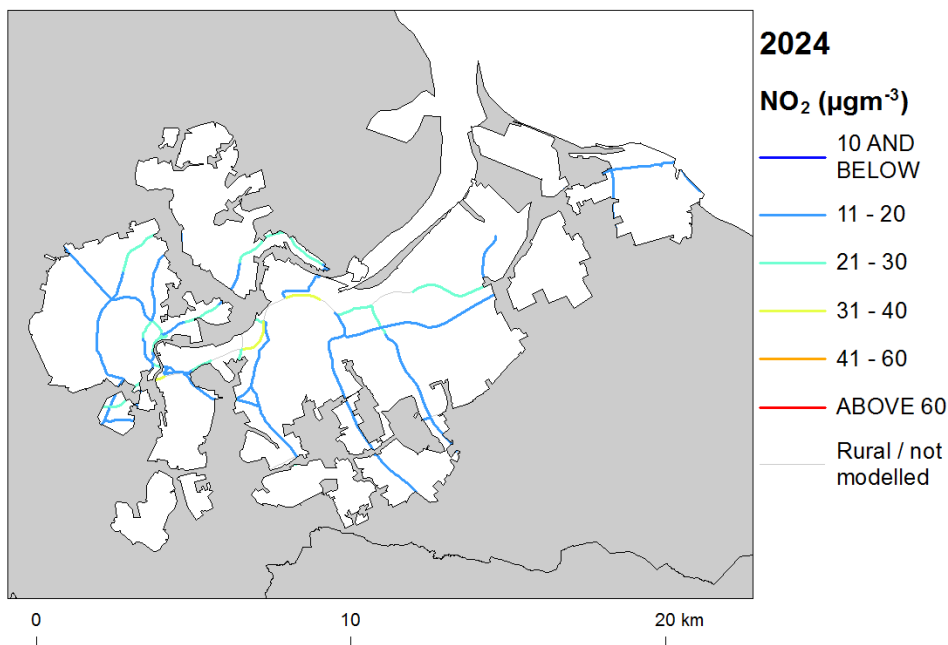 2024
NO₂ (µgm⁻³)
10 AND
BELOW
11 - 20
21 - 30
31 - 40
41 - 60
ABOVE 60
Rural / not
modelled
0 10 20 km